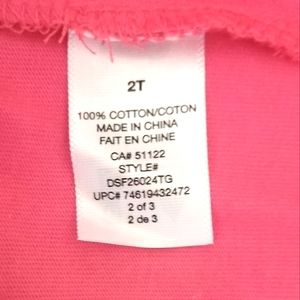 2T
100% COTTON/COTON
MADE IN CHINA
FAIT EN CHINE
CA# 51122
STYLE#
DSF26024TG
UPC# 74619432472
2 of 3
2 de 3